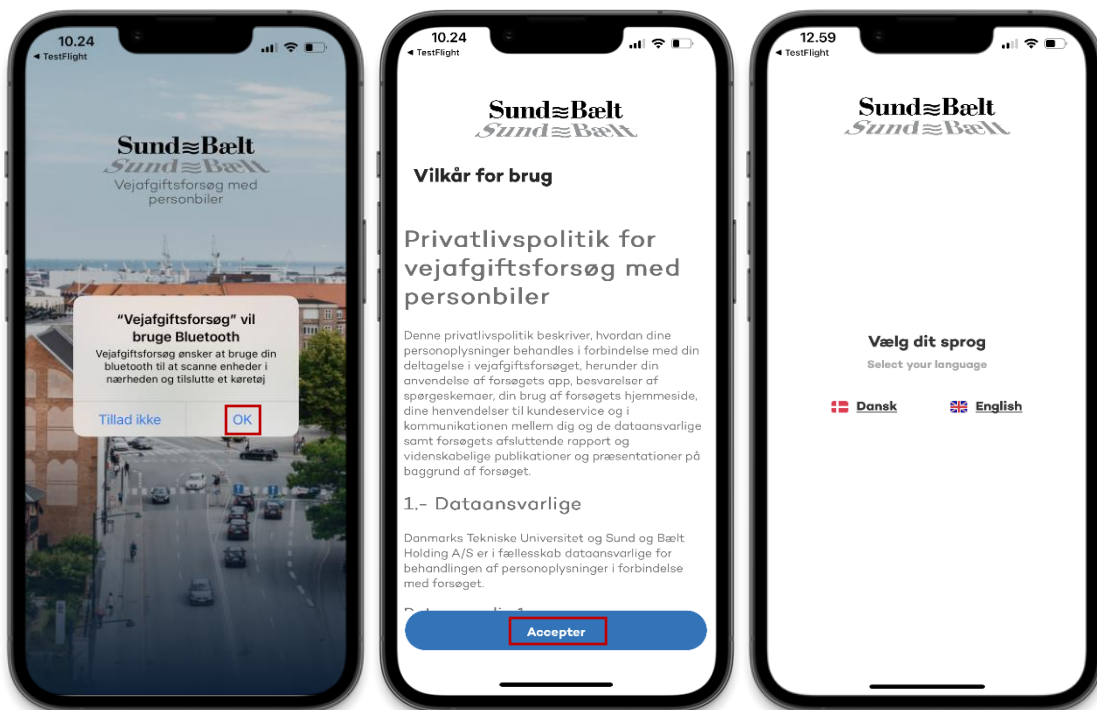 10.24
◄ TestFlight
Sund≈Bælt
Sund≈Bælt
Vejafgiftsforsøg med
personbiler
“Vejafgiftsforsøg” vil
bruge Bluetooth
Vejafgiftsforsøg ønsker at bruge din
bluetooth til at scanne enheder i
nærheden og tilslutte et køretøj
Tillad ikke
OK
10.24
◄ TestFlight
Sund≈Bælt
Sund≈Bælt
Vilkår for brug
Privatlivspolitik for
vejafgiftsforsøg med
personbiler
Denne privatlivspolitik beskriver, hvordan dine
personoplysninger behandles i forbindelse med din
deltagelse i vejafgiftsforsøget, herunder din
anvendelse af forsøgets app, besvarelser af
spørgeskemaer, din brug af forsøgets hjemmeside,
dine henvendelser til kundeservice og i
kommunikationen mellem dig og de dataansvarlige
samt forsøgets afsluttende rapport og
videnskabelige publikationer og præsentationer på
baggrund af forsøget.
1.- Dataansvarlige
Danmarks Tekniske Universitet og Sund og Bælt
Holding A/S er i fællesskab dataansvarlige for
behandlingen af personoplysninger i forbindelse
med forsøget.
Accepter
12.59
◄ TestFlight
Sund≈Bælt
Sund≈Bælt
Vælg dit sprog
Select your language
Dansk
English